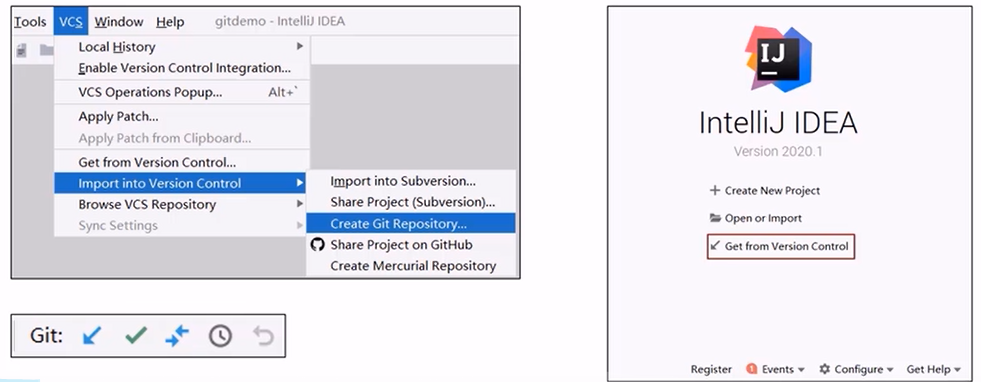 Tools VCS Window Help gitdemo - IntelliJ IDEA
Local History
Enable Version Control Integration...
VCS Operations Popup... Alt+`
Apply Patch...
Apply Patch from Clipboard...
Get from Version Control...
Import into Version Control
Browse VCS Repository
Sync Settings
Import into Subversion...
Share Project (Subversion)...
Create Git Repository...
Share Project on GitHub
Create Mercurial Repository
Git:
IJ
IntelliJ IDEA
Version 2020.1
Create New Project
Open or Import
Get from Version Control
Register 1 Events Configure Get Help